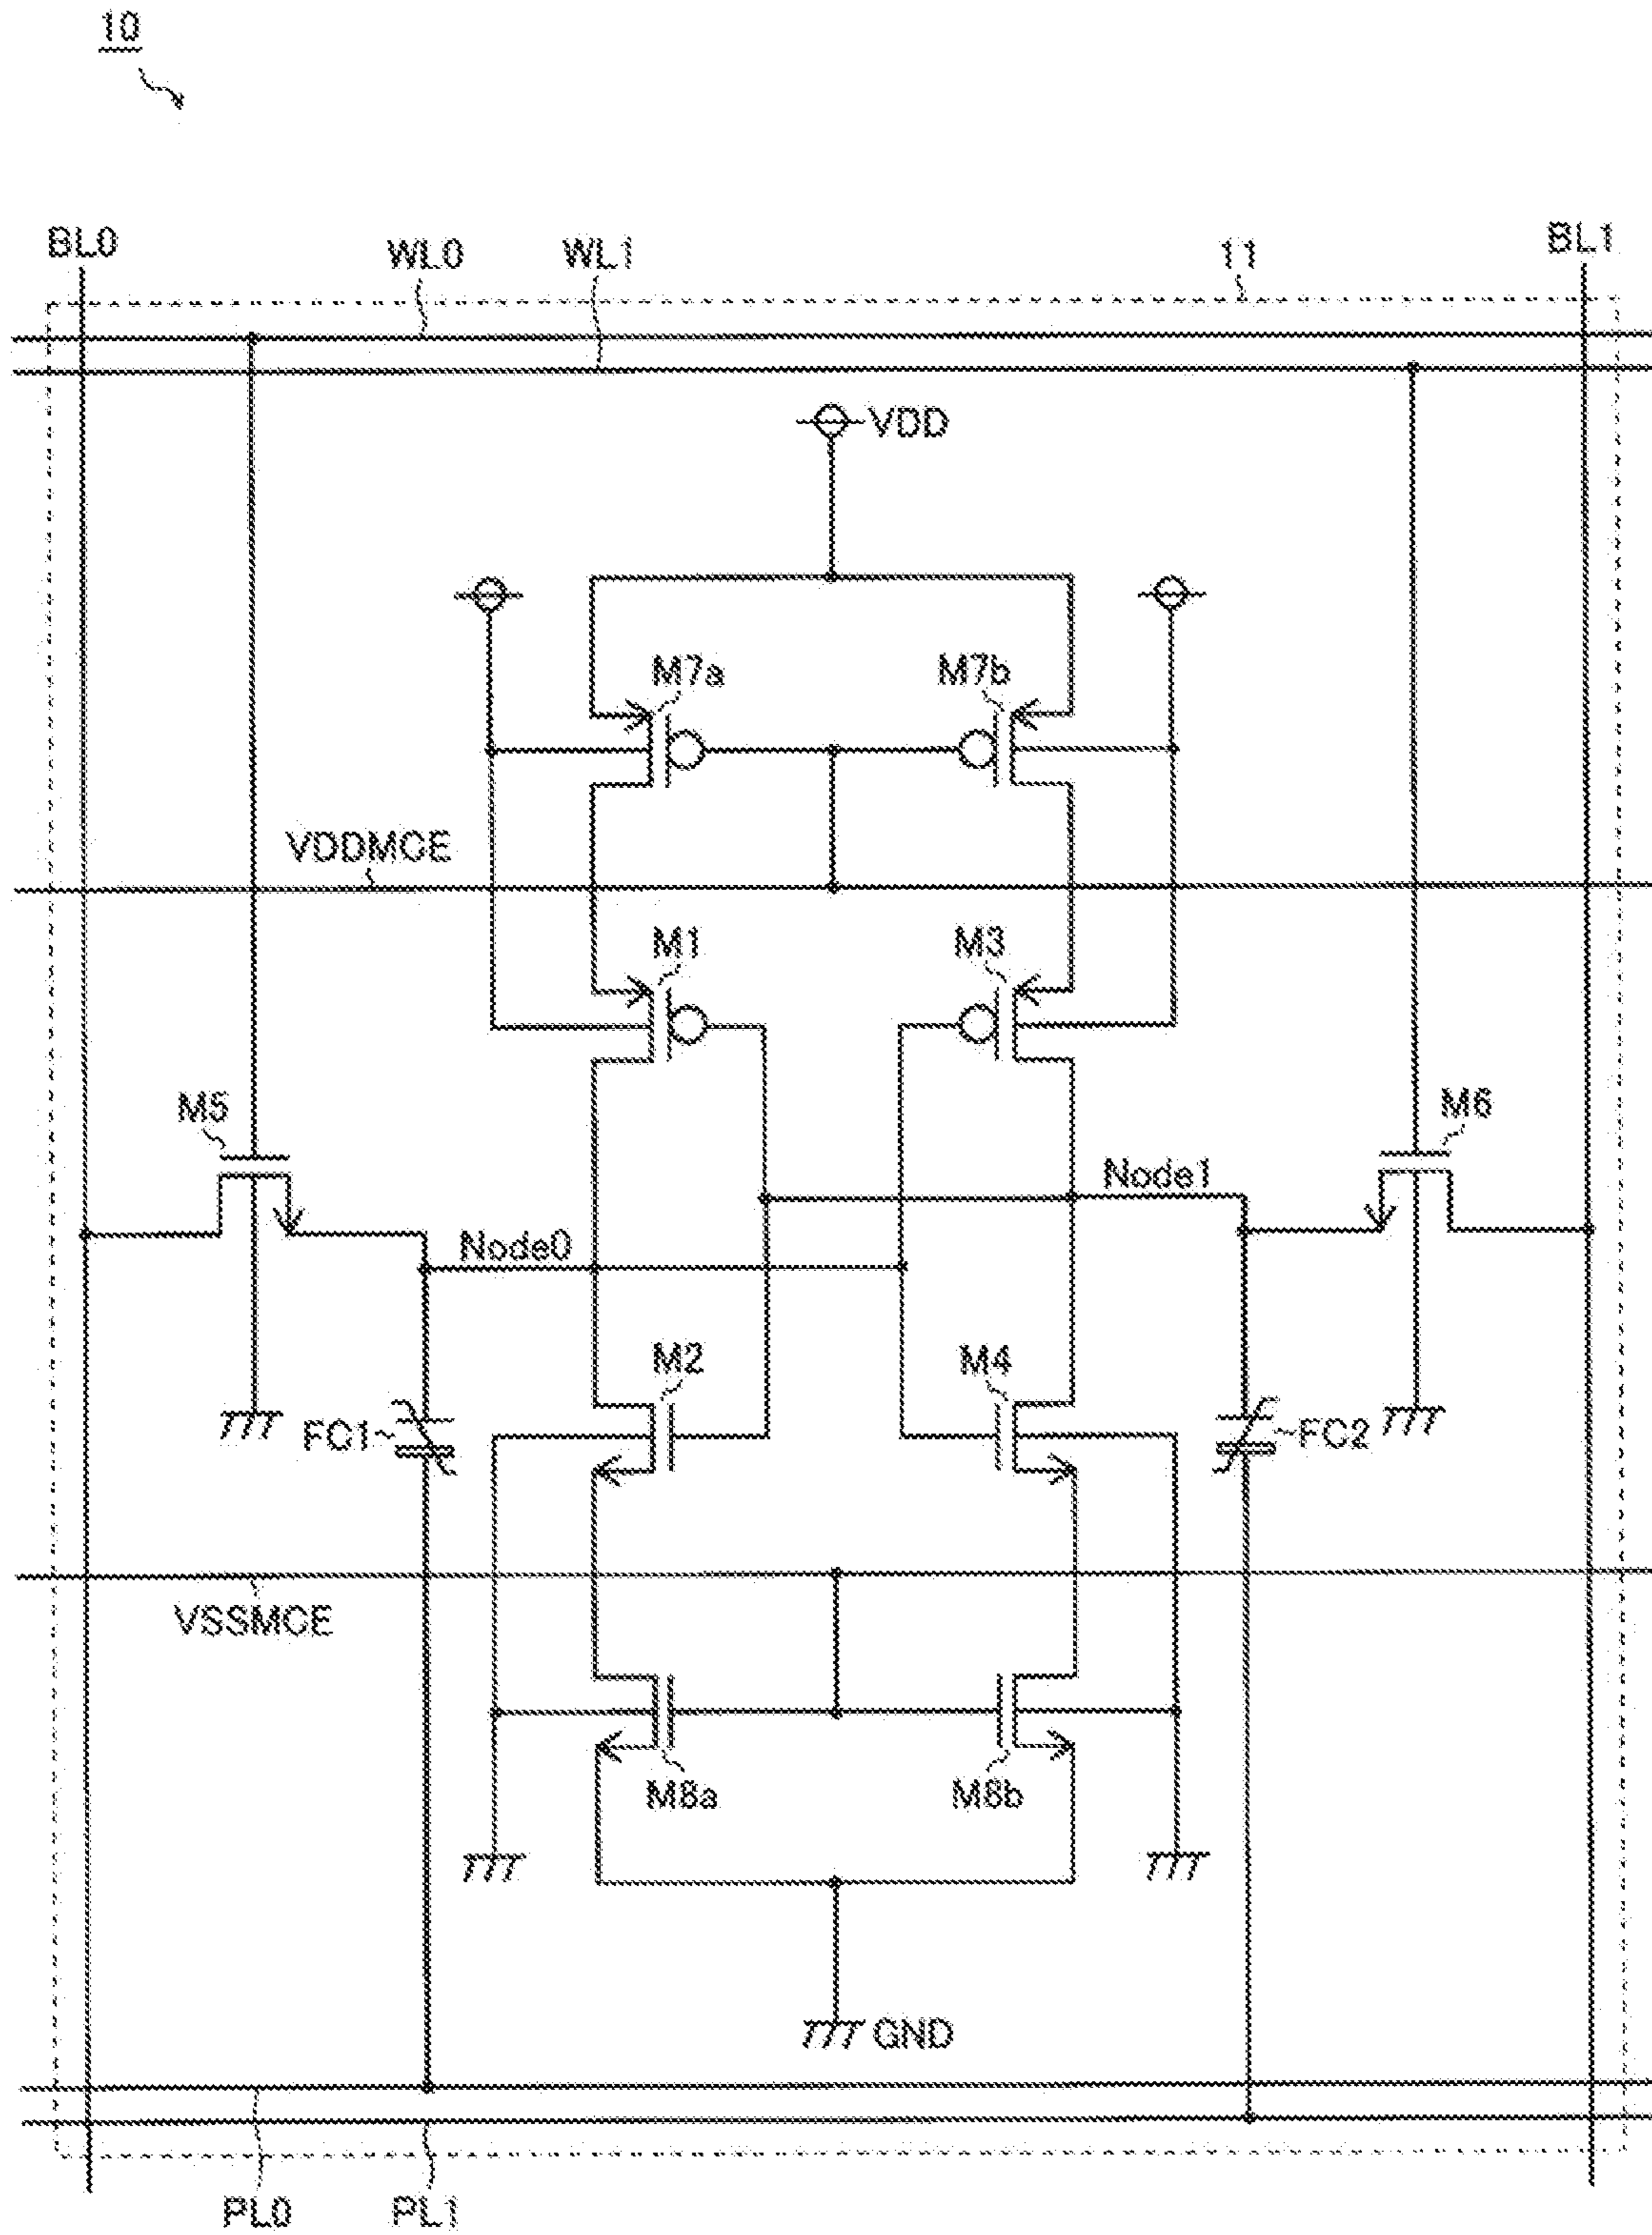 10
BL0 WL0 WL1 11 BL1
VDD
M7a M7b
VDDMCE
M1 M3
M5 M6
Node1
Node0
M2 M4
FC1 FC2
VSSMCE
M8a M8b
GND
PL0 PL1